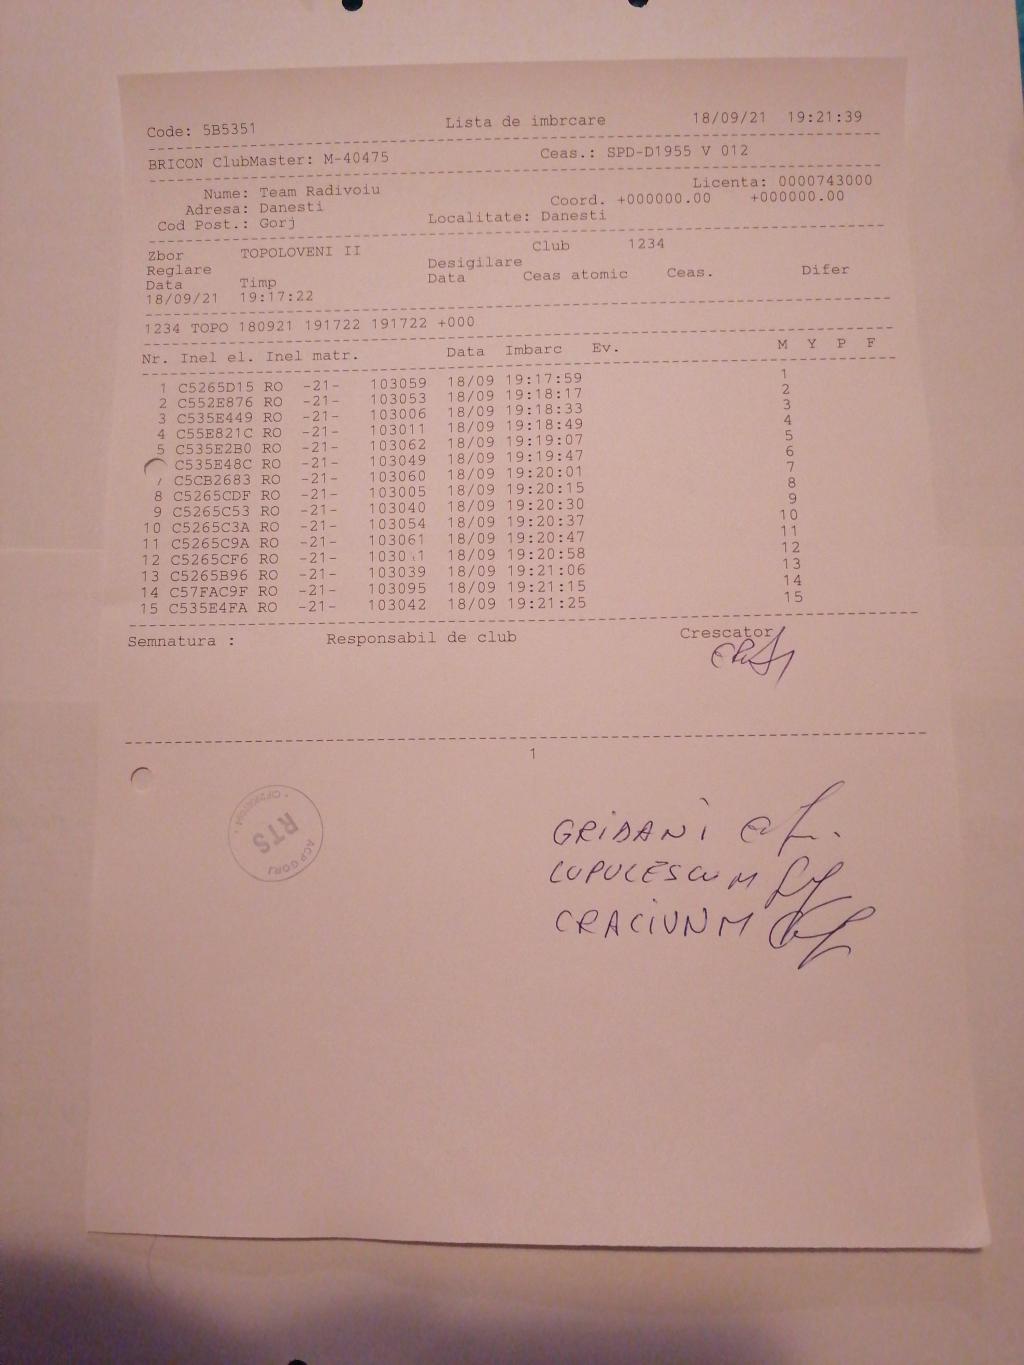 Code: 5B5351 Lista de imbrcare 18/09/21 19:21:39
BRICON ClubMaster: M-40475 Ceas.: SPD-D1955 V 012
Nume: Team Radivoiu Licenta: 0000743000
Adresa: Danesti Coord. +000000.00 +000000.00
Cod Post.: Gorj Localitate: Danesti
Zbor TOPOLOVENI II Club 1234
Reglare Desigilare
Data Timp Data Ceas atomic Ceas. Difer
18/09/21 19:17:22
1234 TOPO 180921 191722 191722 +000
Nr. Inel el. Inel matr. Data Imbarc Ev. M Y P F
1 C5265D15 RO -21- 103059 18/09 19:17:59 1
2 C552E876 RO -21- 103053 18/09 19:18:17 2
3 C535E449 RO -21- 103006 18/09 19:18:33 3
4 C55E821C RO -21- 103011 18/09 19:18:49 4
5 C535E2B0 RO -21- 103062 18/09 19:19:07 5
C535E48C RO -21- 103049 18/09 19:19:47 6
C5CB2683 RO -21- 103060 18/09 19:20:01 7
8 C5265CDF RO -21- 103005 18/09 19:20:15 8
9 C5265C53 RO -21- 103040 18/09 19:20:30 9
10 C5265C3A RO -21- 103054 18/09 19:20:37 10
11 C5265C9A RO -21- 103061 18/09 19:20:47 11
12 C5265CF6 RO -21- 18/09 19:20:58 12
13 C5265B96 RO -21- 103039 18/09 19:21:06 13
14 C57FAC9F RO -21- 103095 18/09 19:21:15 14
15 C535E4FA RO -21- 103042 18/09 19:21:25 15
Semnatura : Responsabil de club Crescator
1
ACP GORJ
RTS
GRIDANI
LUPULESCU M
CRACIUN M